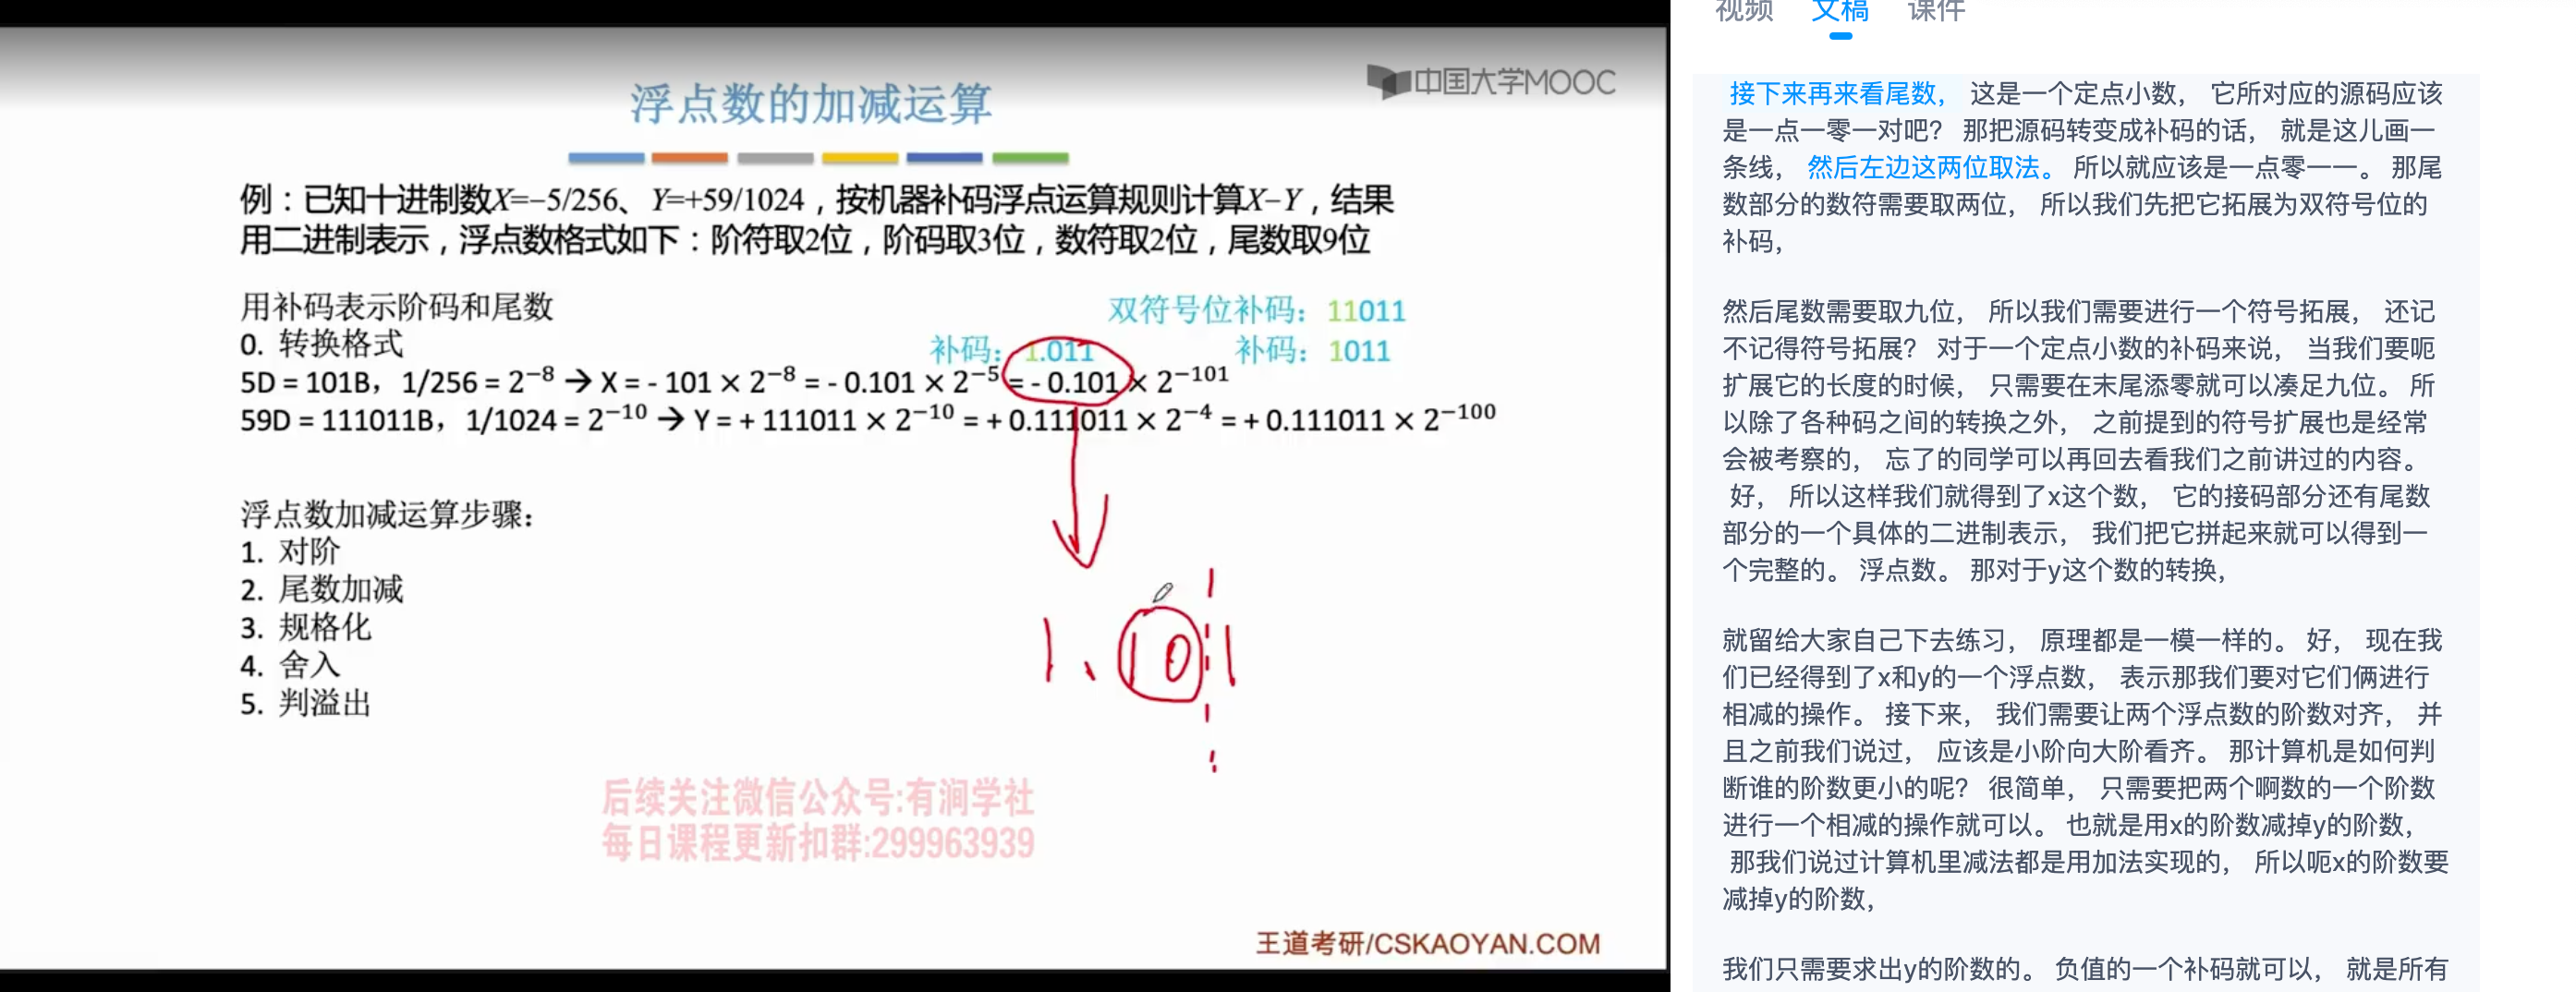 中国大学MOOC
浮点数的加减运算
例：已知十进制数X=−5/256、Y=+59/1024，按机器补码浮点运算规则计算X−Y，结果
用二进制表示，浮点数格式如下：阶符取2位，阶码取3位，数符取2位，尾数取9位
用补码表示阶码和尾数
双符号位补码：11011
0. 转换格式
补码：1.011
补码：1011
5D = 101B，1/256 = 2⁻⁸ → X = - 101 × 2⁻⁸ = - 0.101 × 2⁻⁵ = - 0.101 × 2⁻¹⁰¹
59D = 111011B，1/1024 = 2⁻¹⁰ → Y = + 111011 × 2⁻¹⁰ = + 0.111011 × 2⁻⁴ = + 0.111011 × 2⁻¹⁰⁰
浮点数加减运算步骤：
1. 对阶
2. 尾数加减
3. 规格化
4. 舍入
5. 判溢出
1.101
后续关注微信公众号:有涧学社
每日课程更新扣群:299963939
王道考研/CSKAOYAN.COM
视频 文稿 课件
接下来再来看尾数， 这是一个定点小数， 它所对应的源码应该
是一点一零一对吧？ 那把源码转变成补码的话， 就是这儿画一
条线， 然后左边这两位取法。 所以就应该是一点零一一。 那尾
数部分的数符需要取两位， 所以我们先把它拓展为双符号位的
补码，
然后尾数需要取九位， 所以我们需要进行一个符号拓展， 还记
不记得符号拓展？ 对于一个定点小数的补码来说， 当我们要呃
扩展它的长度的时候， 只需要在末尾添零就可以凑足九位。 所
以除了各种码之间的转换之外， 之前提到的符号扩展也是经常
会被考察的， 忘了的同学可以再回去看我们之前讲过的内容。
好， 所以这样我们就得到了x这个数， 它的接码部分还有尾数
部分的一个具体的二进制表示， 我们把它拼起来就可以得到一
个完整的。 浮点数。 那对于y这个数的转换，
就留给大家自己下去练习， 原理都是一模一样的。 好， 现在我
们已经得到了x和y的一个浮点数， 表示那我们要对它们俩进行
相减的操作。 接下来， 我们需要让两个浮点数的阶数对齐， 并
且之前我们说过， 应该是小阶向大阶看齐。 那计算机是如何判
断谁的阶数更小的呢？ 很简单， 只需要把两个啊数的一个阶数
进行一个相减的操作就可以。 也就是用x的阶数减掉y的阶数，
那我们说过计算机里减法都是用加法实现的， 所以呃x的阶数要
减掉y的阶数，
我们只需要求出y的阶数的。 负值的一个补码就可以， 就是所有